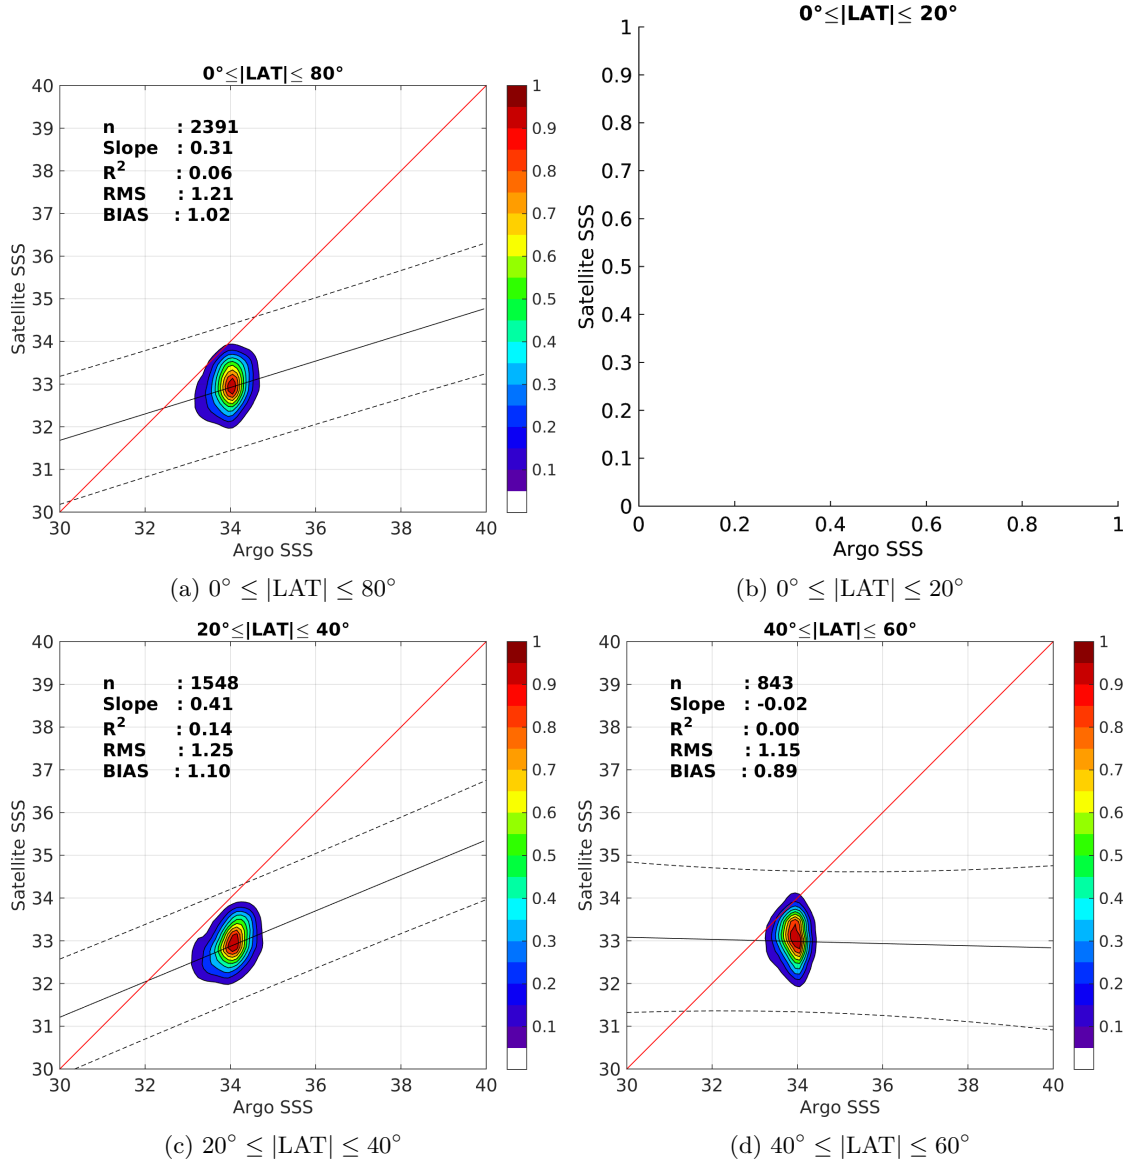 0°≤|LAT|≤ 80°
40
39
38
37
36
35
34
33
32
31
30
Satellite SSS
n : 2391
Slope : 0.31
R² : 0.06
RMS : 1.21
BIAS : 1.02
30 32 34 36 38 40
Argo SSS
1
0.9
0.8
0.7
0.6
0.5
0.4
0.3
0.2
0.1
(a) 0° ≤ |LAT| ≤ 80°
0°≤|LAT|≤ 20°
1
0.9
0.8
0.7
0.6
0.5
0.4
0.3
0.2
0.1
0
Satellite SSS
0 0.2 0.4 0.6 0.8 1
Argo SSS
(b) 0° ≤ |LAT| ≤ 20°
20°≤|LAT|≤ 40°
40
39
38
37
36
35
34
33
32
31
30
Satellite SSS
n : 1548
Slope : 0.41
R² : 0.14
RMS : 1.25
BIAS : 1.10
30 32 34 36 38 40
Argo SSS
1
0.9
0.8
0.7
0.6
0.5
0.4
0.3
0.2
0.1
(c) 20° ≤ |LAT| ≤ 40°
40°≤|LAT|≤ 60°
40
39
38
37
36
35
34
33
32
31
30
Satellite SSS
n : 843
Slope : -0.02
R² : 0.00
RMS : 1.15
BIAS : 0.89
30 32 34 36 38 40
Argo SSS
1
0.9
0.8
0.7
0.6
0.5
0.4
0.3
0.2
0.1
(d) 40° ≤ |LAT| ≤ 60°